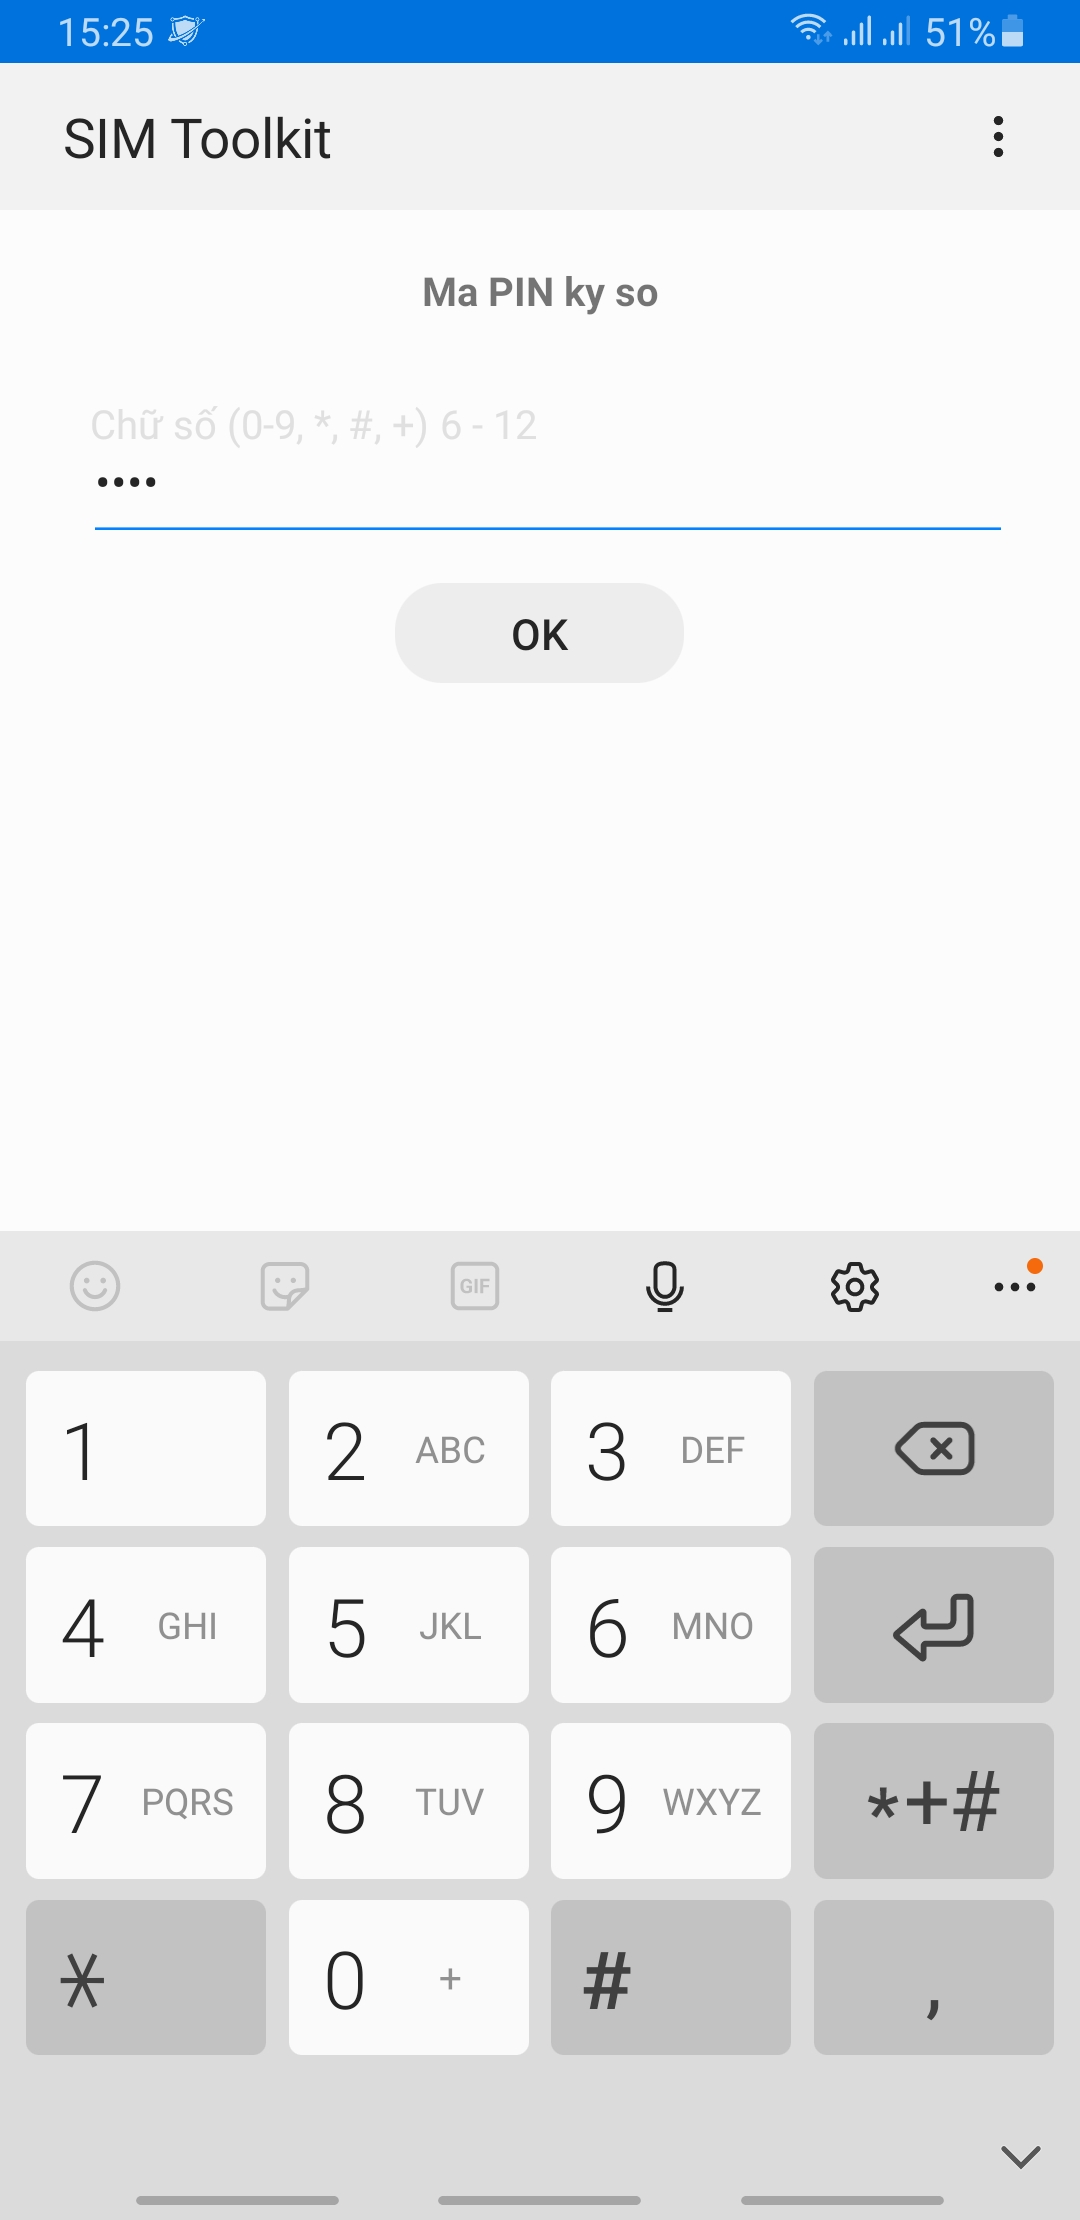 15:25 51%
SIM Toolkit
Ma PIN ky so
Chữ số (0-9, *, #, +) 6 - 12
••••
OK
GIF
1 2 ABC 3 DEF
4 GHI 5 JKL 6 MNO
7 PQRS 8 TUV 9 WXYZ *+#
* 0 + # ,